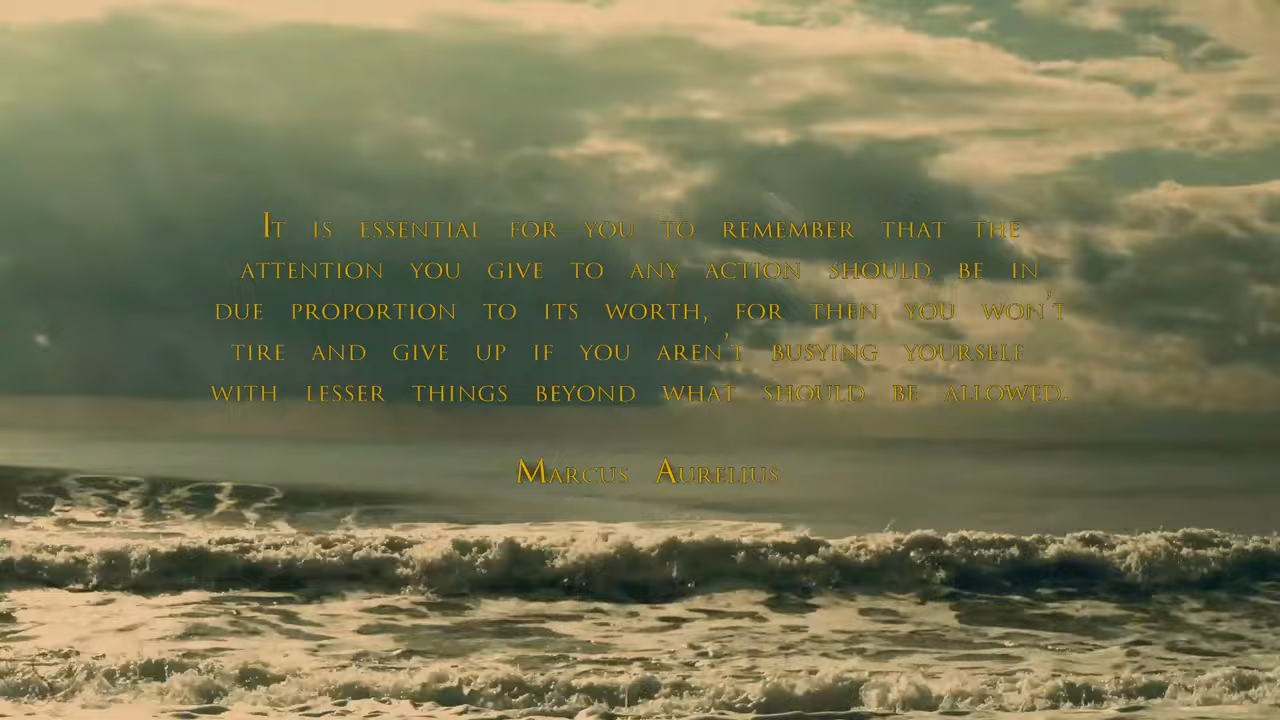 It is essential for you to remember that the
attention you give to any action should be in
due proportion to its worth, for then you won't
tire and give up if you aren't busying yourself
with lesser things beyond what should be allowed.
Marcus Aurelius